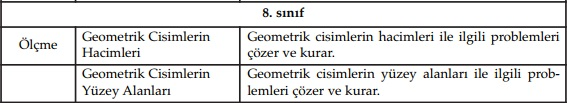 8. sınıf
Ölçme
Geometrik Cisimlerin
Hacimleri
Geometrik cisimlerin hacimleri ile ilgili problemleri
çözer ve kurar.
Geometrik Cisimlerin
Yüzey Alanları
Geometrik cisimlerin yüzey alanları ile ilgili prob-
lemleri çözer ve kurar.